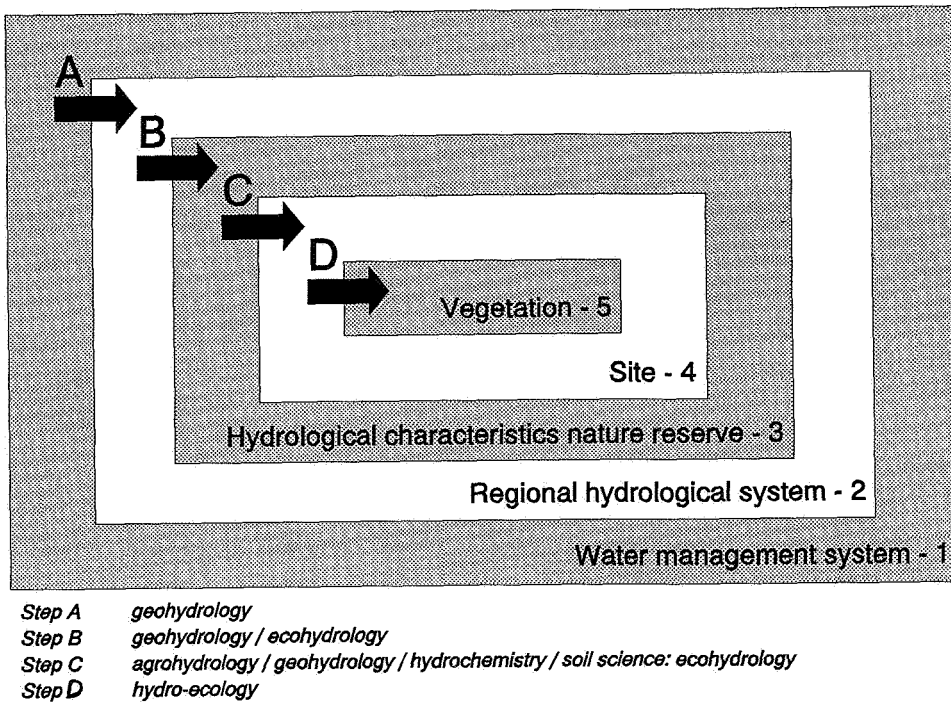 A
B
C
D
Vegetation - 5
Site - 4
Hydrological characteristics nature reserve - 3
Regional hydrological system - 2
Water management system - 1
Step A geohydrology
Step B geohydrology / ecohydrology
Step C agrohydrology / geohydrology / hydrochemistry / soil science: ecohydrology
Step D hydro-ecology